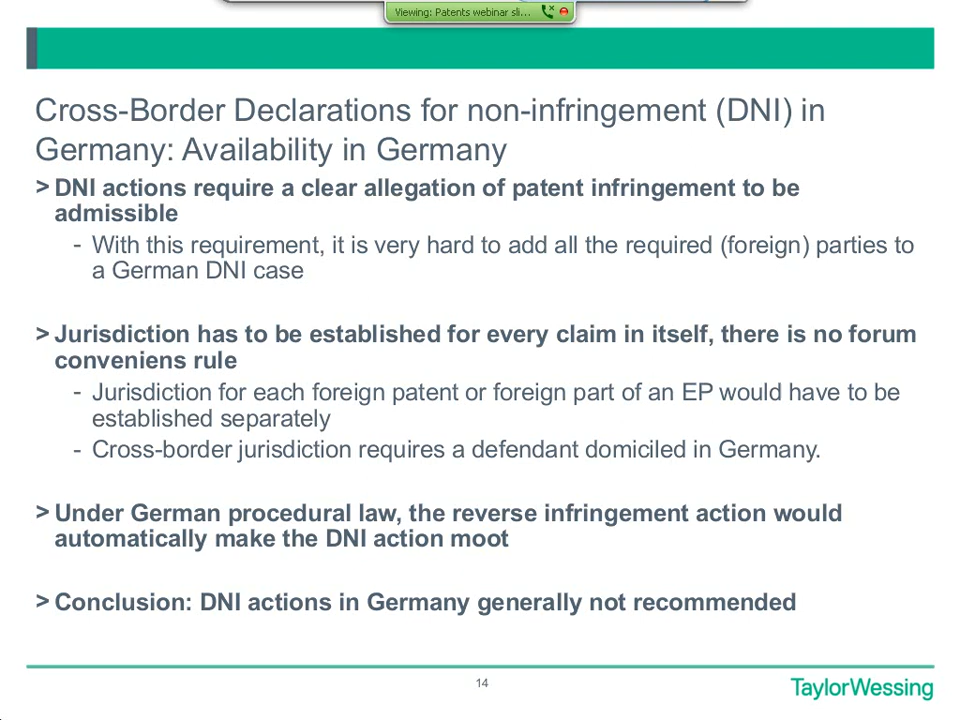 Viewing: Patents webinar sli...
Cross-Border Declarations for non-infringement (DNI) in
Germany: Availability in Germany
> DNI actions require a clear allegation of patent infringement to be
admissible
- With this requirement, it is very hard to add all the required (foreign) parties to
a German DNI case
> Jurisdiction has to be established for every claim in itself, there is no forum
conveniens rule
- Jurisdiction for each foreign patent or foreign part of an EP would have to be
established separately
- Cross-border jurisdiction requires a defendant domiciled in Germany.
> Under German procedural law, the reverse infringement action would
automatically make the DNI action moot
> Conclusion: DNI actions in Germany generally not recommended
14
TaylorWessing